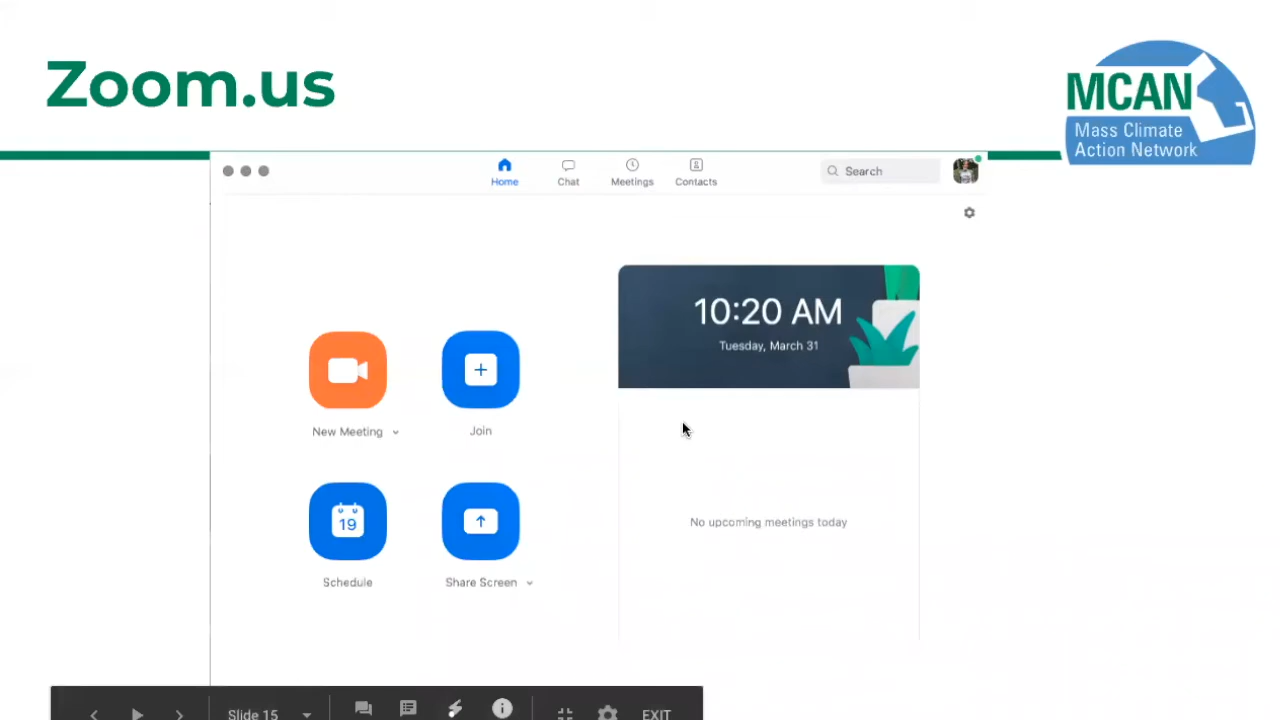 Zoom.us
MCAN
Mass Climate
Action Network
Home
Chat
Meetings
Contacts
Search
10:20 AM
Tuesday, March 31
New Meeting
Join
19
No upcoming meetings today
Schedule
Share Screen
Slide 15
EXIT